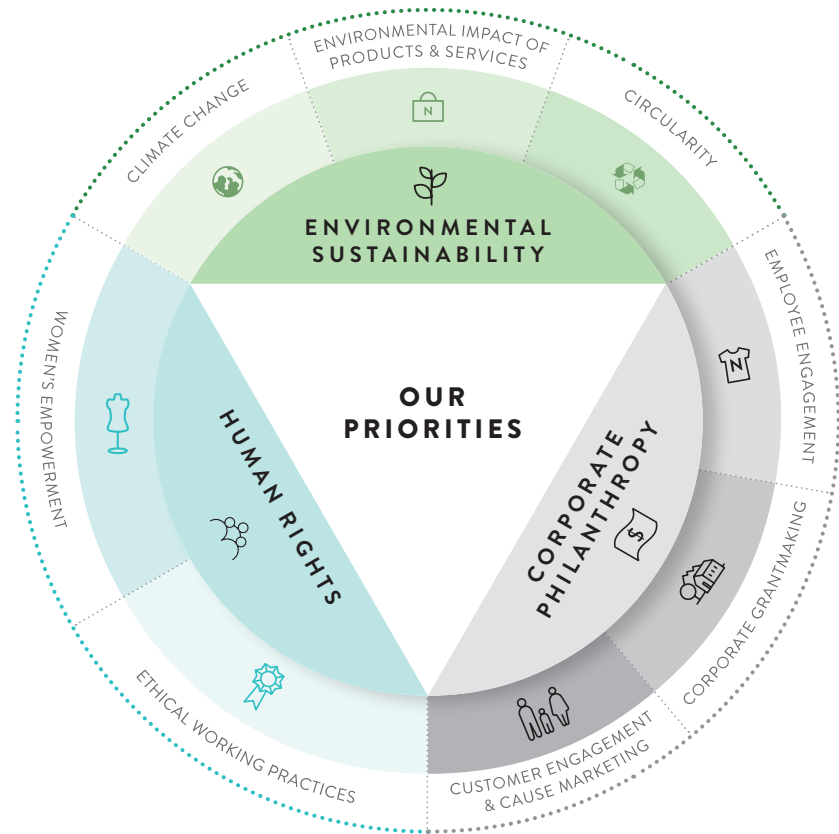 ENVIRONMENTAL IMPACT OF
PRODUCTS & SERVICES
CLIMATE CHANGE
CIRCULARITY
N
ENVIRONMENTAL
SUSTAINABILITY
EMPLOYEE ENGAGEMENT
N
WOMEN'S EMPOWERMENT
OUR
PRIORITIES
HUMAN RIGHTS
CORPORATE
PHILANTHROPY
$
CORPORATE GRANTMAKING
ETHICAL WORKING PRACTICES
CUSTOMER ENGAGEMENT
& CAUSE MARKETING